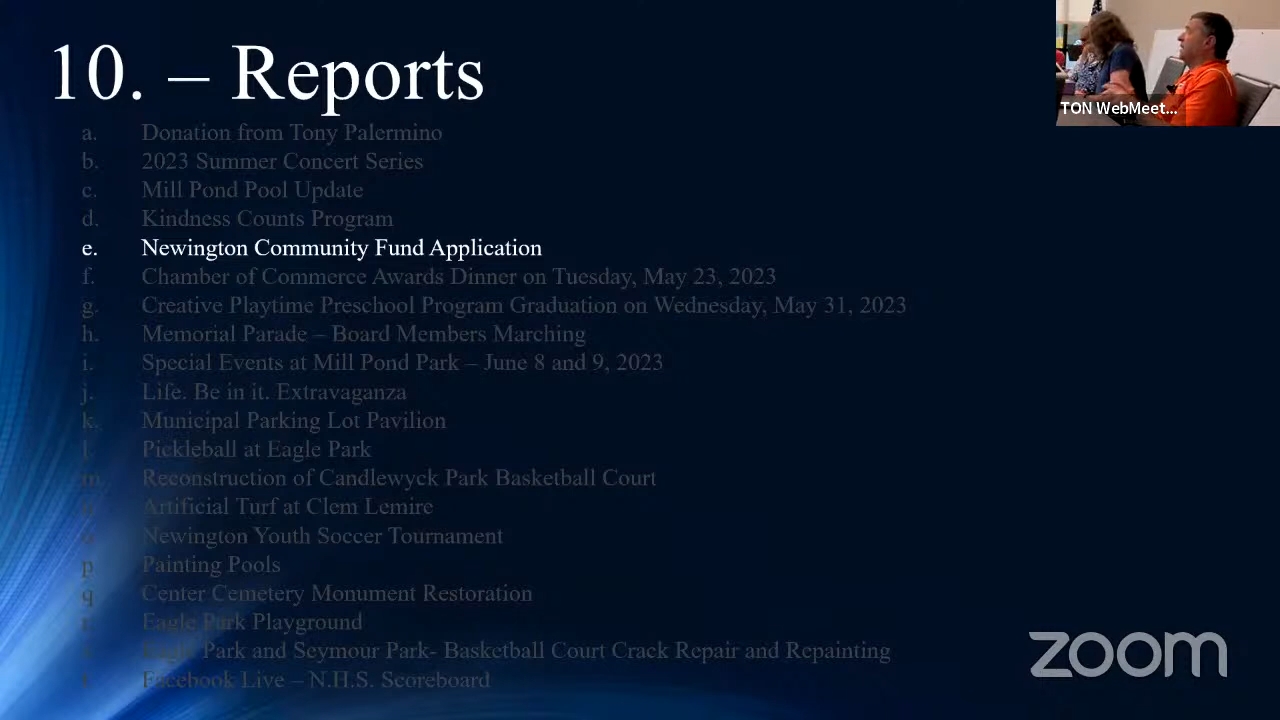 10. – Reports
TON WebMeet...
a. Donation from Tony Palermino
b. 2023 Summer Concert Series
c. Mill Pond Pool Update
d. Kindness Counts Program
e. Newington Community Fund Application
f. Chamber of Commerce Awards Dinner on Tuesday, May 23, 2023
g. Creative Playtime Preschool Program Graduation on Wednesday, May 31, 2023
h. Memorial Parade – Board Members Marching
i. Special Events at Mill Pond Park – June 8 and 9, 2023
j. Life. Be in it. Extravaganza
k. Municipal Parking Lot Pavilion
l. Pickleball at Eagle Park
m. Reconstruction of Candlewyck Park Basketball Court
n. Artificial Turf at Clem Lemire
o. Newington Youth Soccer Tournament
p. Painting Pools
q. Center Cemetery Monument Restoration
r. Eagle Park Playground
s. Eagle Park and Seymour Park- Basketball Court Crack Repair and Repainting
t. Facebook Live – N.H.S. Scoreboard
zoom